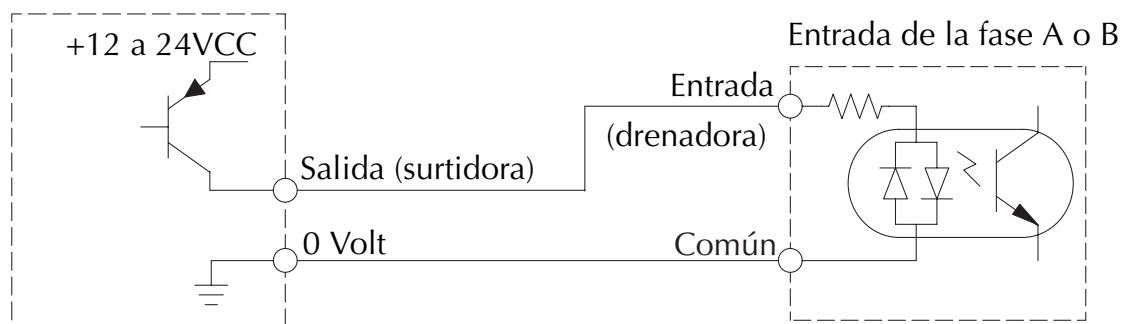 +12 a 24VCC
Entrada de la fase A o B
Entrada
(drenadora)
Salida (surtidora)
0 Volt
Común